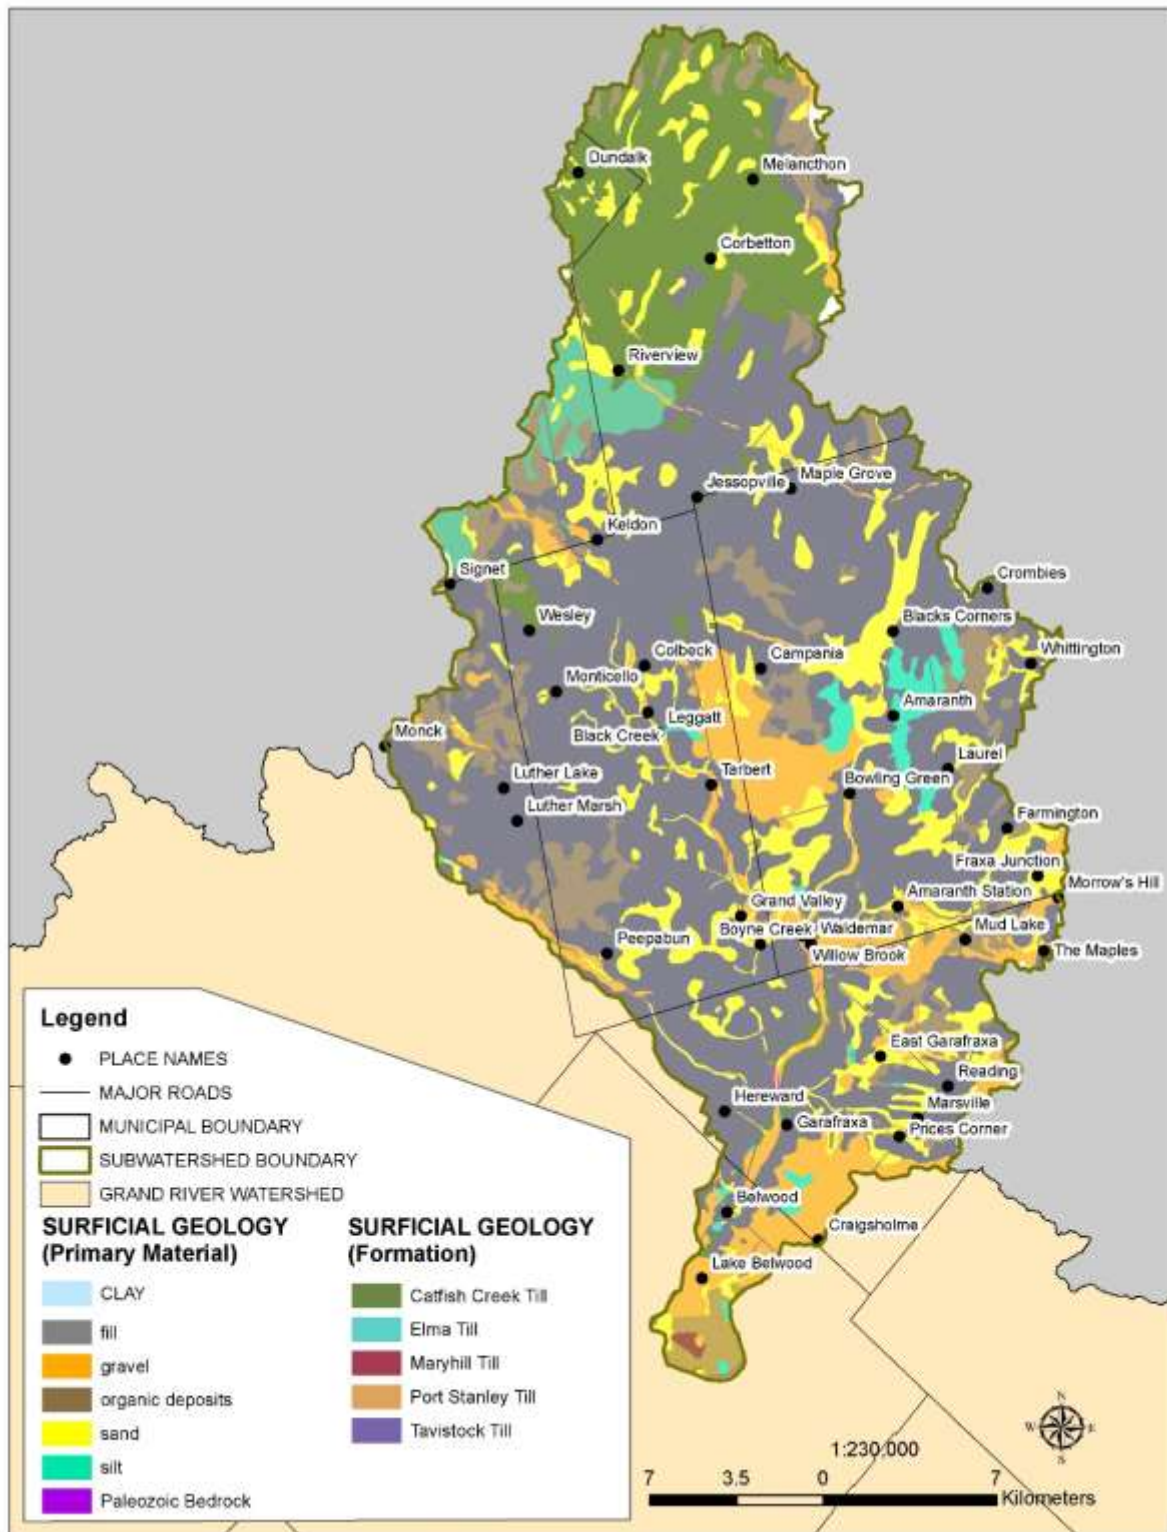 Dundalk
Melancthon
Corbetton
Riverview
Jessopville
Maple Grove
Keldon
Signet
Crombies
Wesley
Blacks Corners
Colbeck
Campania
Whittington
Monticello
Leggatt
Amaranth
Black Creek
Monck
Laurel
Luther Lake
Tarbert
Bowling Green
Luther Marsh
Farmington
Fraxa Junction
Morrow's Hill
Amaranth Station
Grand Valley
Boyne Creek
Waldemar
Mud Lake
Peepabun
Willow Brook
The Maples
East Garafraxa
Reading
Hereward
Marsville
Garafraxa
Prices Corner
Belwood
Craigsholme
Lake Belwood
Legend
PLACE NAMES
MAJOR ROADS
MUNICIPAL BOUNDARY
SUBWATERSHED BOUNDARY
GRAND RIVER WATERSHED
SURFICIAL GEOLOGY
(Primary Material)
CLAY
fill
gravel
organic deposits
sand
silt
Paleozoic Bedrock
SURFICIAL GEOLOGY
(Formation)
Catfish Creek Till
Elma Till
Maryhill Till
Port Stanley Till
Tavistock Till
N
W E
S
1:230,000
7 3.5 0 7
Kilometers